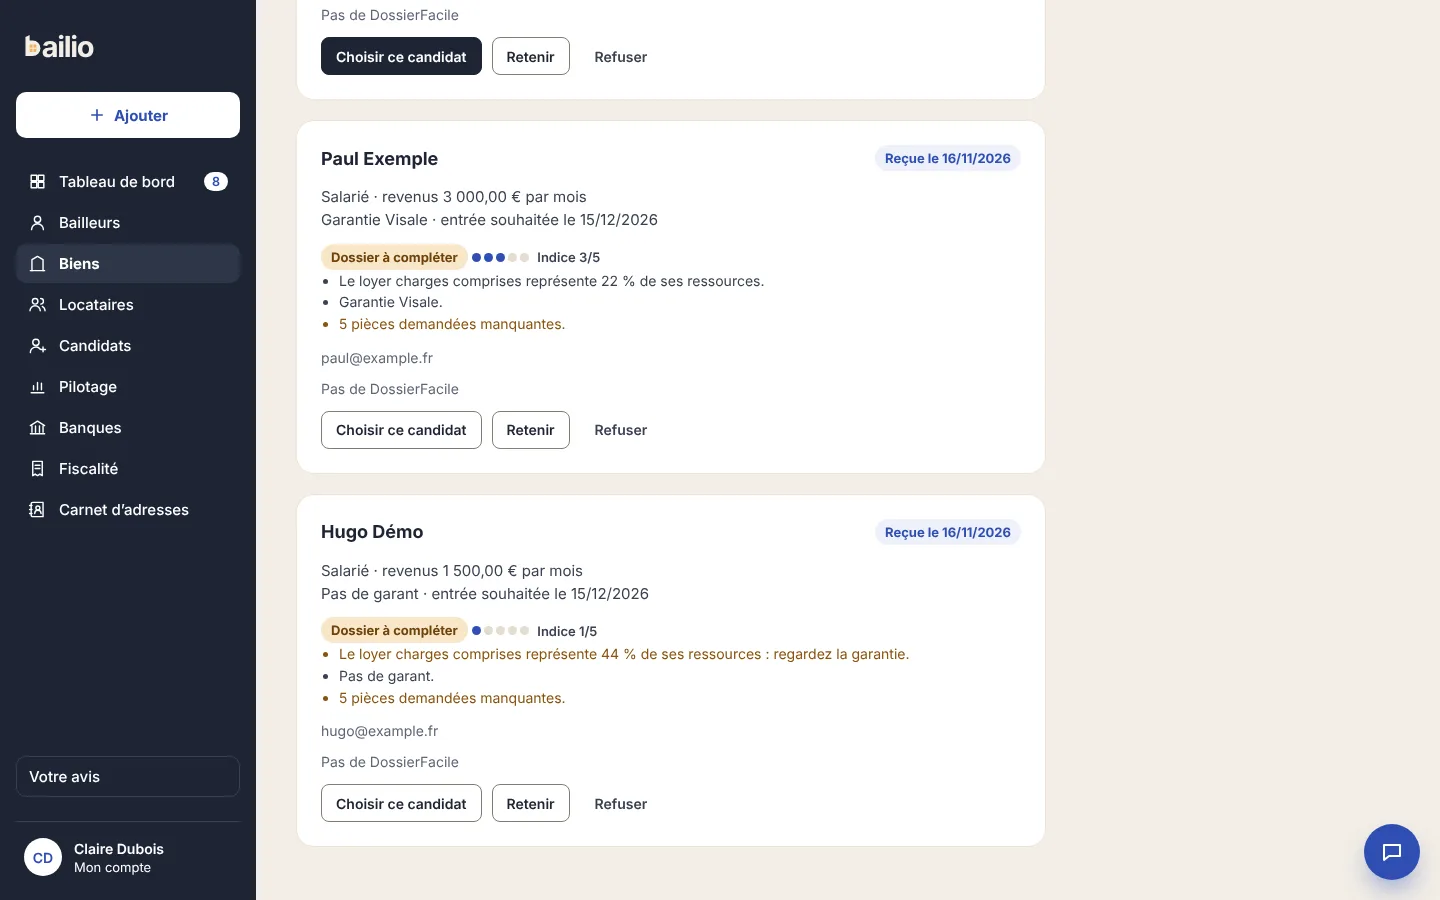 bailio
Ajouter
Tableau de bord 8
Bailleurs
Biens
Locataires
Candidats
Pilotage
Banques
Fiscalité
Carnet d’adresses
Votre avis
CD
Claire Dubois
Mon compte
Pas de DossierFacile
Choisir ce candidat Retenir Refuser
Paul Exemple Reçue le 16/11/2026
Salarié · revenus 3 000,00 € par mois
Garantie Visale · entrée souhaitée le 15/12/2026
Dossier à compléter Indice 3/5
• Le loyer charges comprises représente 22 % de ses ressources.
• Garantie Visale.
• 5 pièces demandées manquantes.
paul@example.fr
Pas de DossierFacile
Choisir ce candidat Retenir Refuser
Hugo Démo Reçue le 16/11/2026
Salarié · revenus 1 500,00 € par mois
Pas de garant · entrée souhaitée le 15/12/2026
Dossier à compléter Indice 1/5
• Le loyer charges comprises représente 44 % de ses ressources : regardez la garantie.
• Pas de garant.
• 5 pièces demandées manquantes.
hugo@example.fr
Pas de DossierFacile
Choisir ce candidat Retenir Refuser